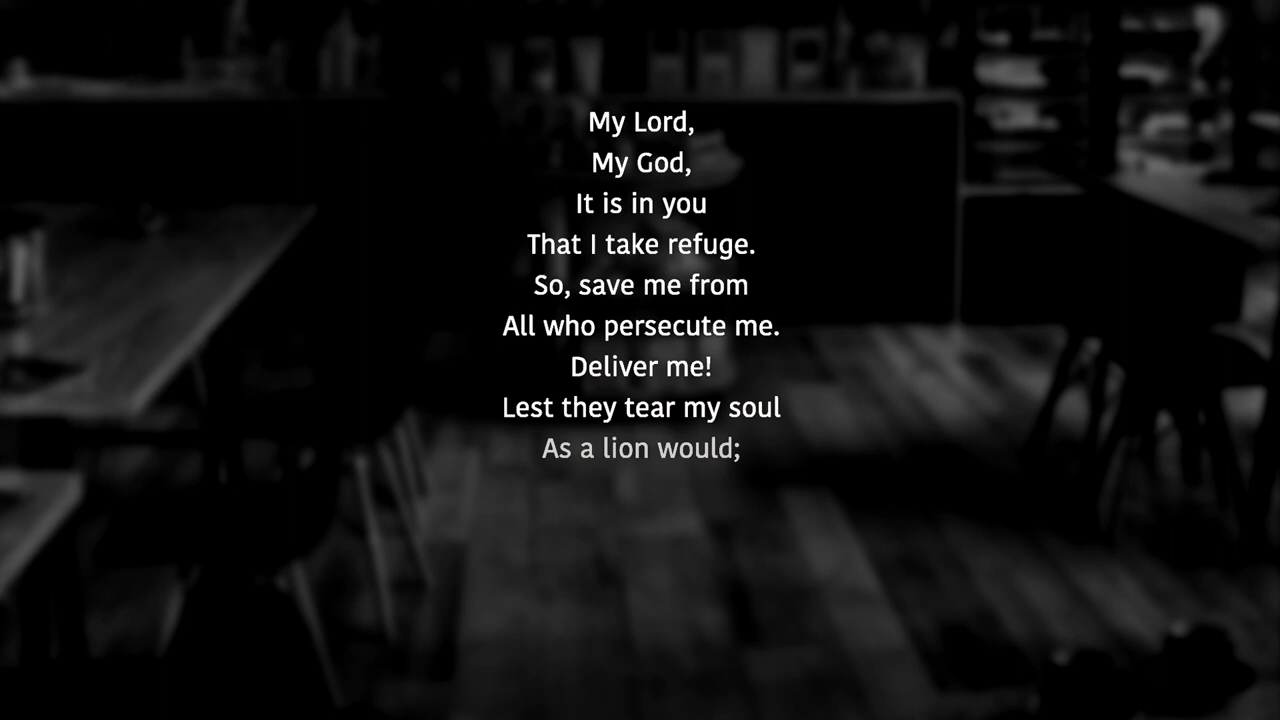 My Lord,
My God,
It is in you
That I take refuge.
So, save me from
All who persecute me.
Deliver me!
Lest they tear my soul
As a lion would;